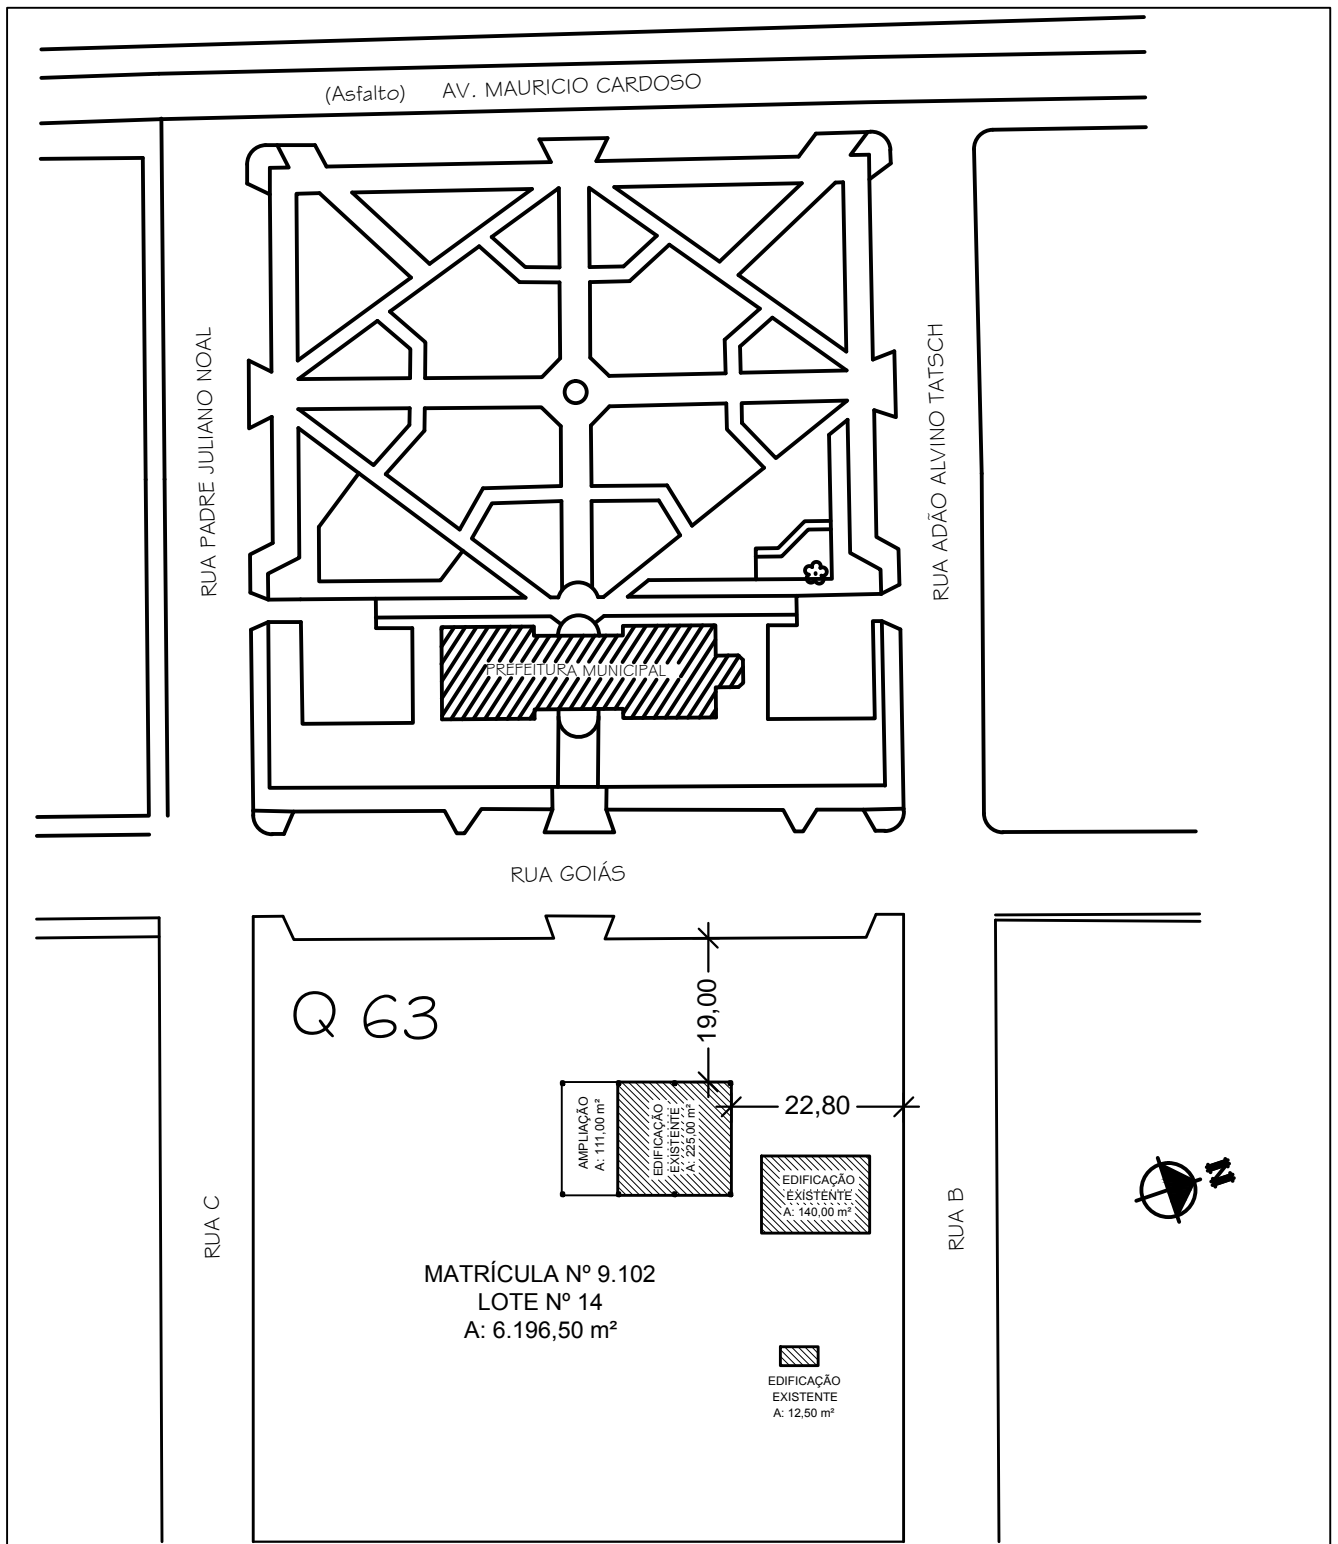 (Asfalto) AV. MAURICIO CARDOSO
RUA PADRE JULIANO NOAL
RUA ADÃO ALVINO TATSCH
PREFEITURA MUNICIPAL
RUA GOIÁS
Q 63
19,00
22,80
AMPLIAÇÃO
A: 111,00 m²
EDIFICAÇÃO
EXISTENTE
A: 225,00 m²
EDIFICAÇÃO
EXISTENTE
A: 140,00 m²
N
RUA C
RUA B
MATRÍCULA Nº 9.102
LOTE Nº 14
A: 6.196,50 m²
EDIFICAÇÃO
EXISTENTE
A: 12,50 m²